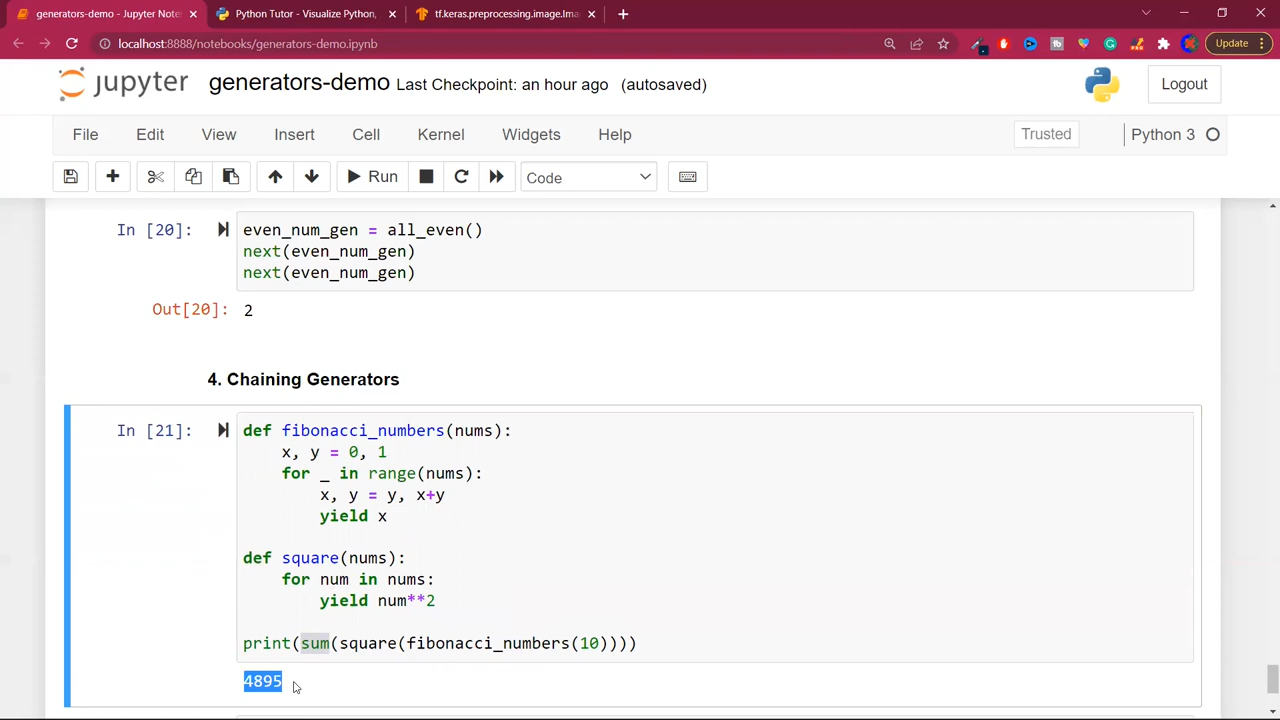 generators-demo - Jupyter Note
Python Tutor - Visualize Python,
tf.keras.preprocessing.image.Ima
localhost:8888/notebooks/generators-demo.ipynb
Update
jupyter generators-demo Last Checkpoint: an hour ago (autosaved)
Logout
File Edit View Insert Cell Kernel Widgets Help
Trusted
Python 3
Run
Code
In [20]:
even_num_gen = all_even()
next(even_num_gen)
next(even_num_gen)
Out[20]: 2
4. Chaining Generators
In [21]:
def fibonacci_numbers(nums):
    x, y = 0, 1
    for _ in range(nums):
        x, y = y, x+y
        yield x
def square(nums):
    for num in nums:
        yield num**2
print(sum(square(fibonacci_numbers(10))))
4895